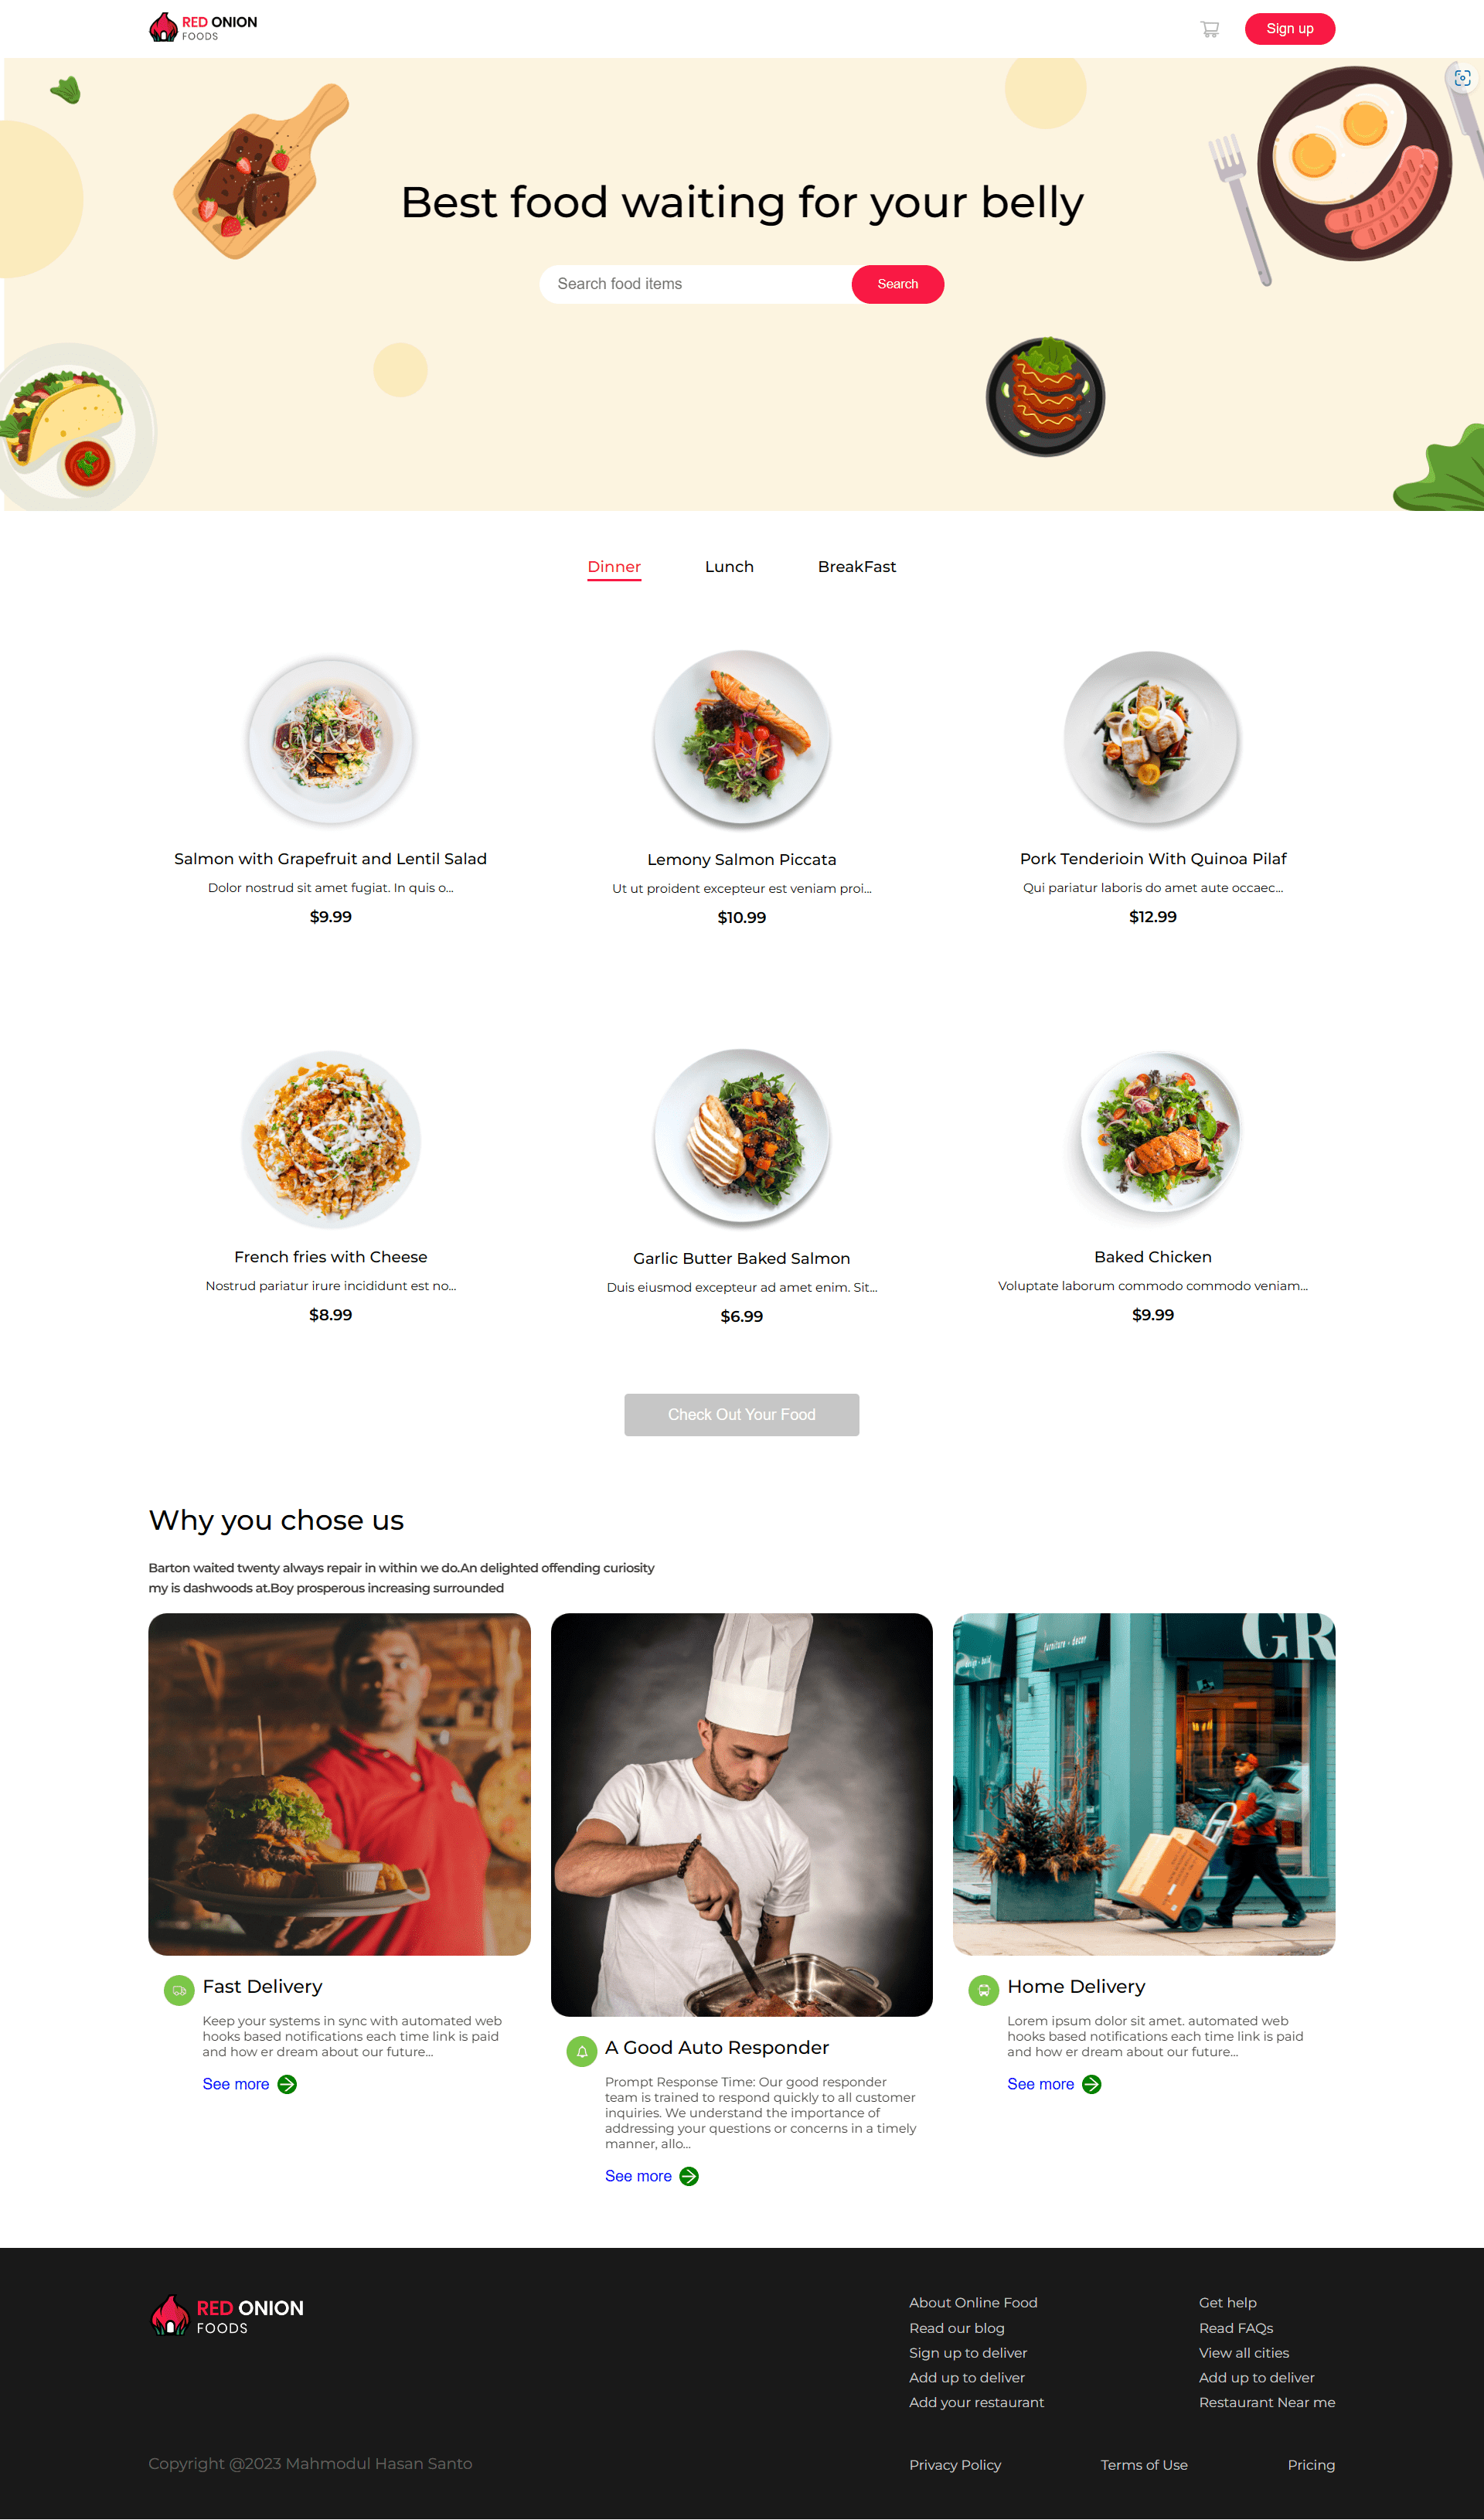 RED ONION
FOODS
Sign up
Best food waiting for your belly
Search food items
Search
Dinner
Lunch
BreakFast
Salmon with Grapefruit and Lentil Salad
Dolor nostrud sit amet fugiat. In quis o...
$9.99
Lemony Salmon Piccata
Ut ut proident excepteur est veniam proi...
$10.99
Pork Tenderioin With Quinoa Pilaf
Qui pariatur laboris do amet aute occaec...
$12.99
French fries with Cheese
Nostrud pariatur irure incididunt est no...
$8.99
Garlic Butter Baked Salmon
Duis eiusmod excepteur ad amet enim. Sit...
$6.99
Baked Chicken
Voluptate laborum commodo commodo veniam...
$9.99
Check Out Your Food
Why you chose us
Barton waited twenty always repair in within we do.An delighted offending curiosity
my is dashwoods at.Boy prosperous increasing surrounded
GR
furniture + decor
Fast Delivery
Keep your systems in sync with automated web
hooks based notifications each time link is paid
and how er dream about our future...
See more
A Good Auto Responder
Prompt Response Time: Our good responder
team is trained to respond quickly to all customer
inquiries. We understand the importance of
addressing your questions or concerns in a timely
manner, allo...
See more
Home Delivery
Lorem ipsum dolor sit amet. automated web
hooks based notifications each time link is paid
and how er dream about our future...
See more
RED ONION
FOODS
About Online Food
Read our blog
Sign up to deliver
Add up to deliver
Add your restaurant
Get help
Read FAQs
View all cities
Add up to deliver
Restaurant Near me
Copyright @2023 Mahmodul Hasan Santo
Privacy Policy
Terms of Use
Pricing